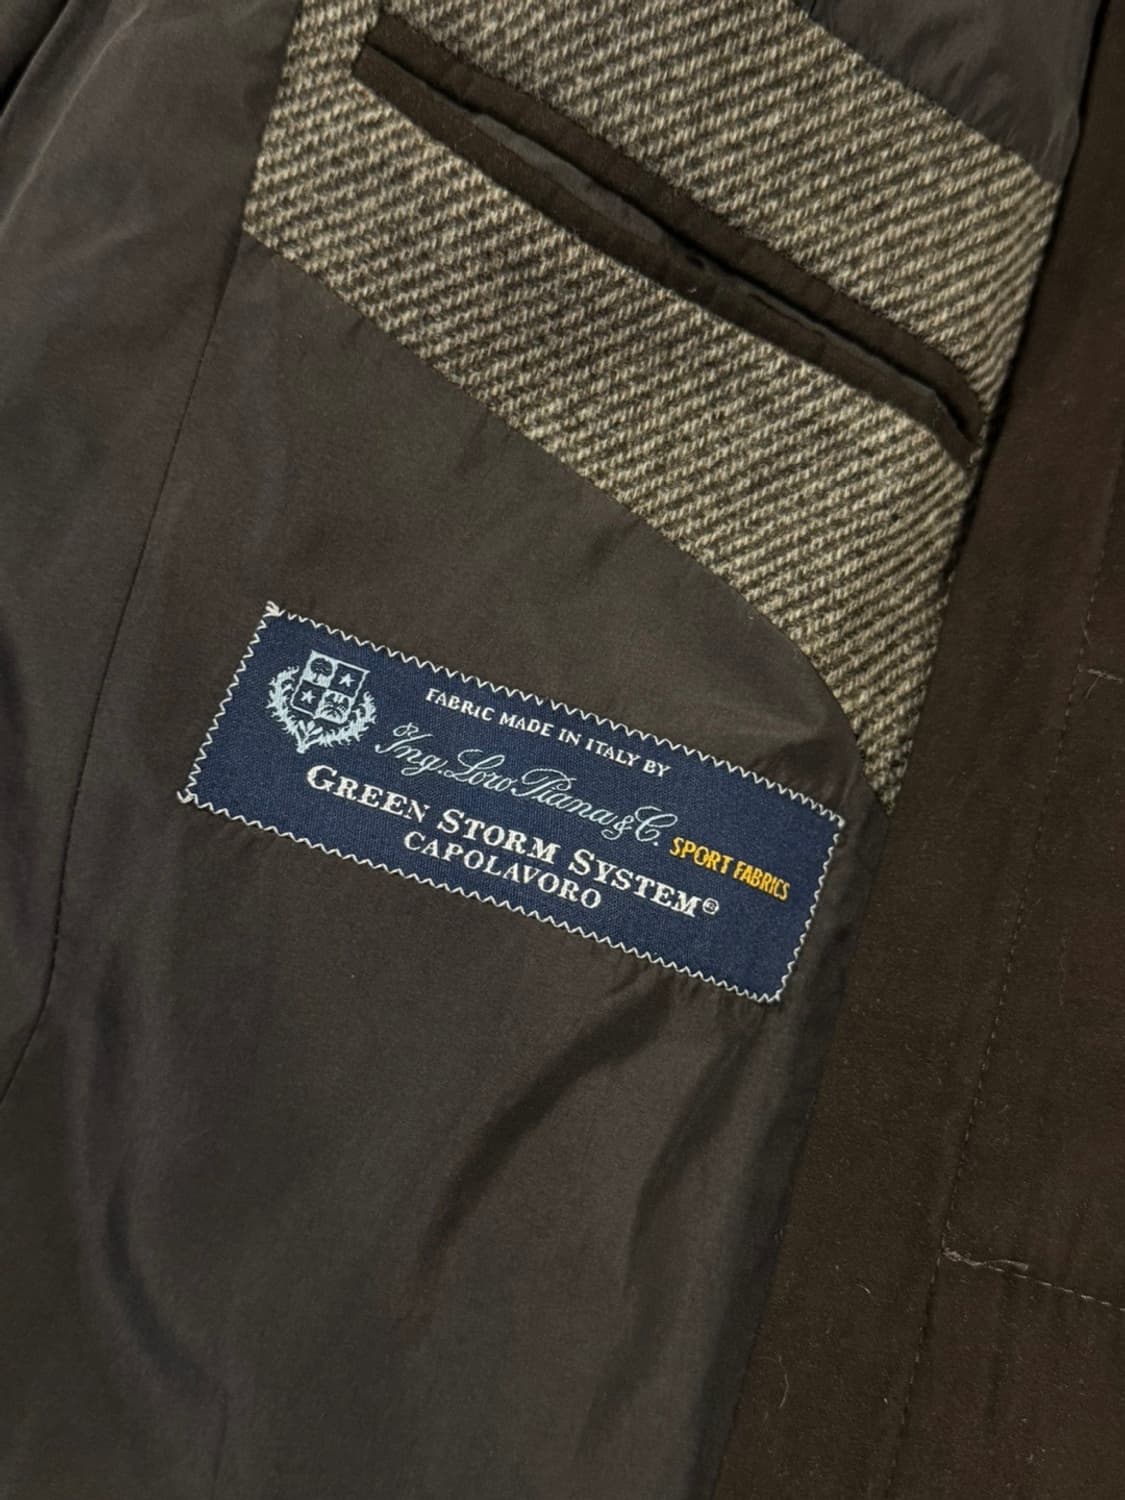 FABRIC MADE IN ITALY BY
Ing. Loro Piana & C. SPORT FABRICS
GREEN STORM SYSTEM®
CAPOLAVORO